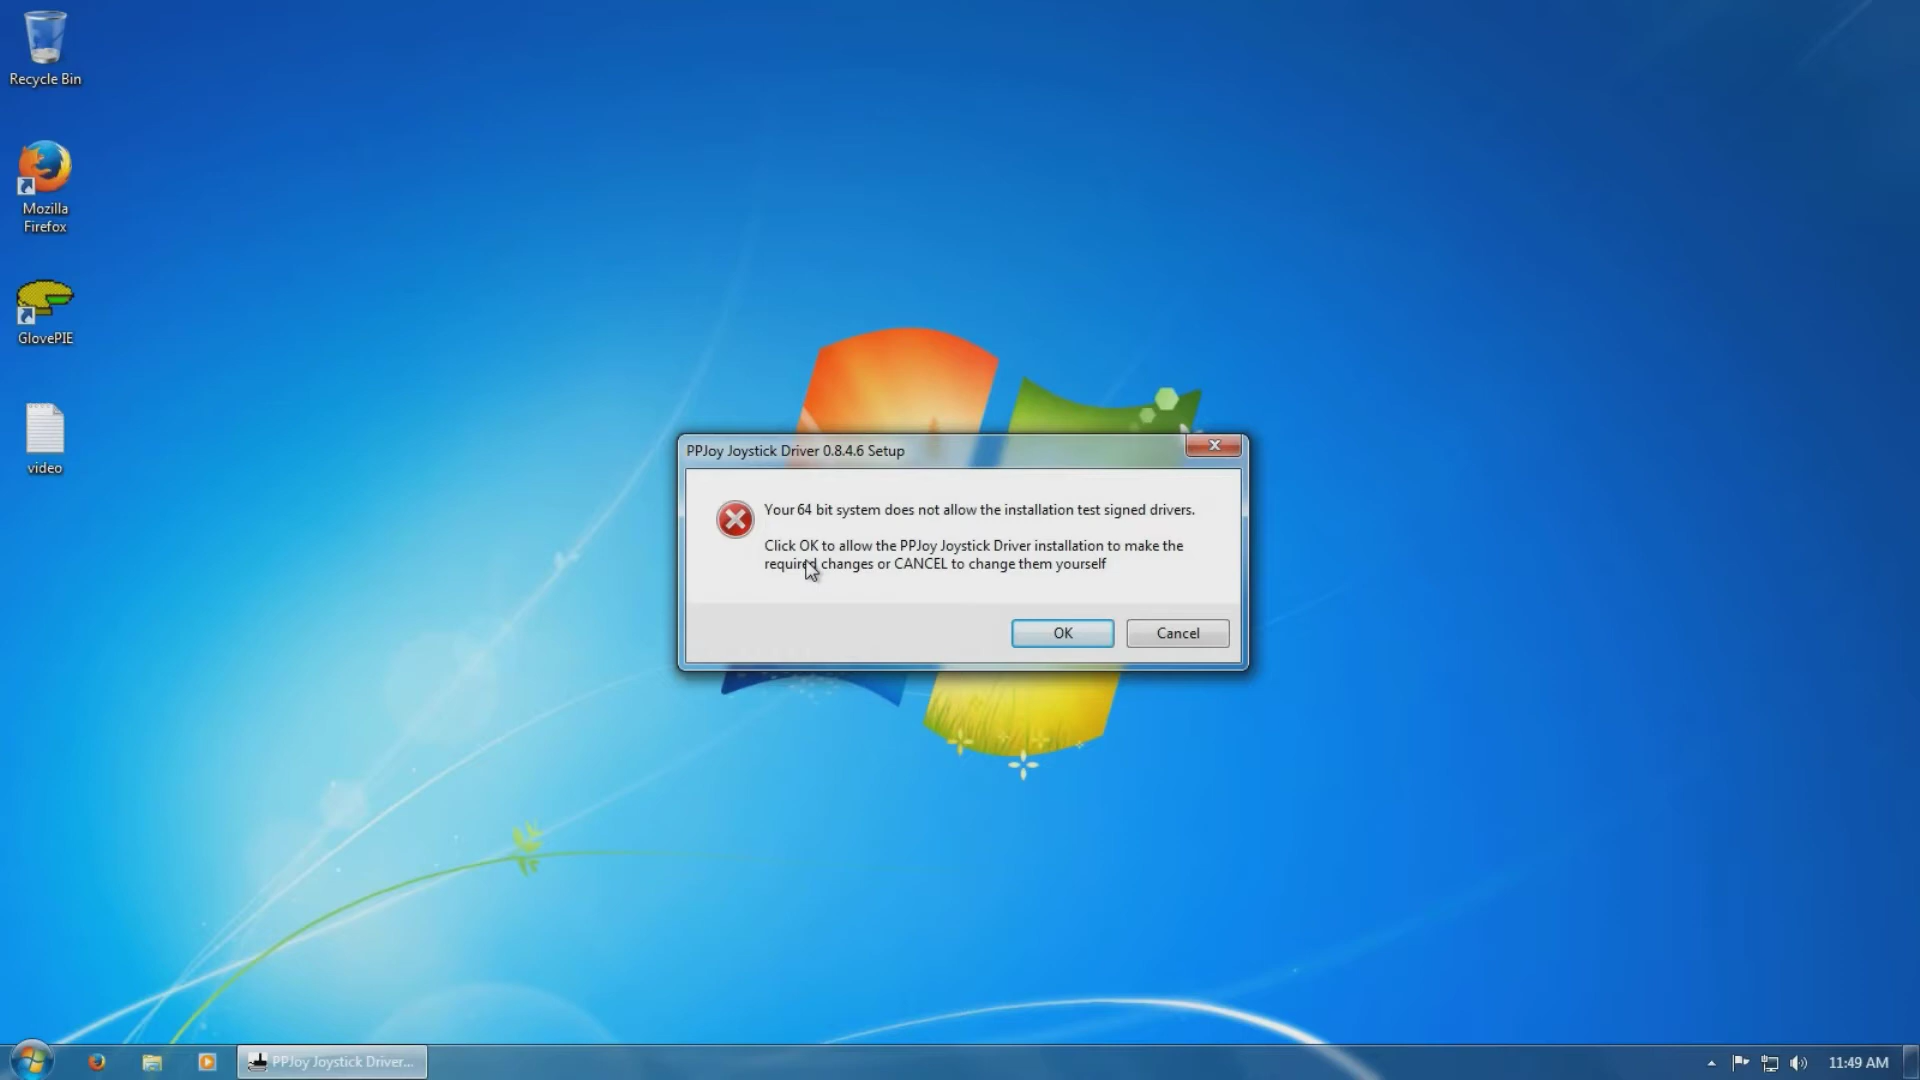 Recycle Bin
Mozilla
Firefox
GlovePIE
video
PPJoy Joystick Driver 0.8.4.6 Setup
Your 64 bit system does not allow the installation test signed drivers.
Click OK to allow the PPJoy Joystick Driver installation to make the
required changes or CANCEL to change them yourself
OK
Cancel
PPJoy Joystick Driver...
11:49 AM